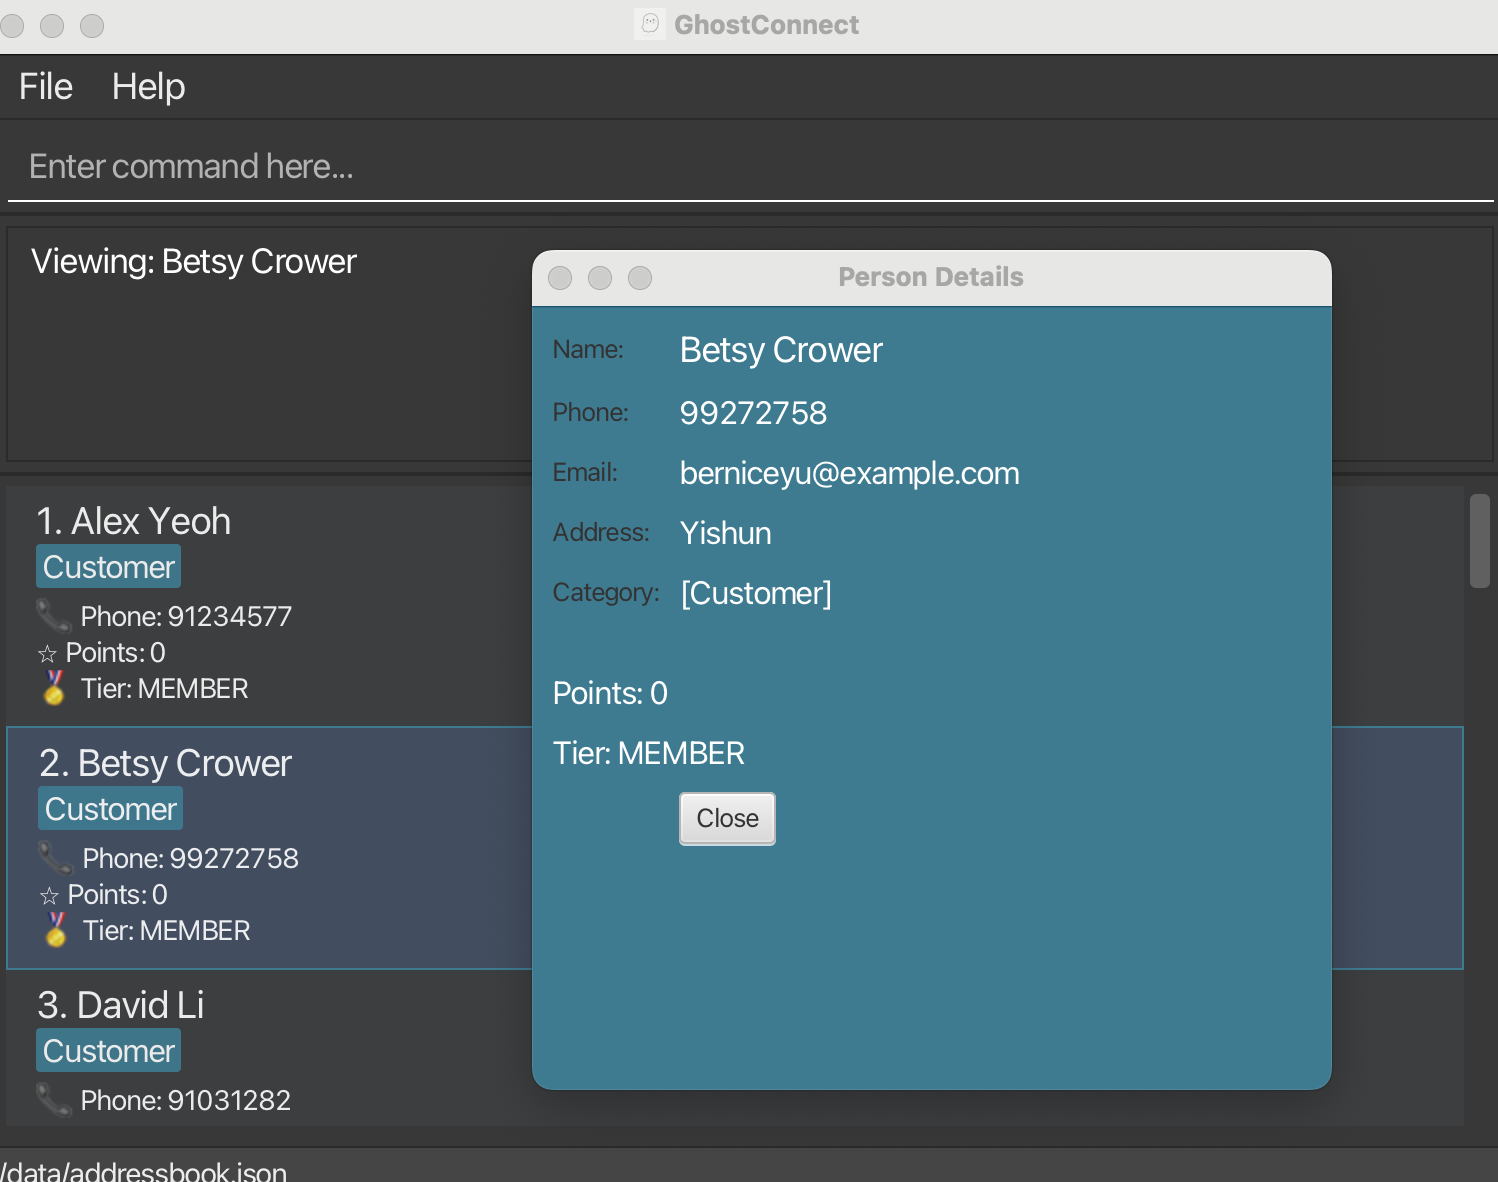 GhostConnect
File Help
Enter command here...
Viewing: Betsy Crower
1. Alex Yeoh
Customer
Phone: 91234577
☆ Points: 0
Tier: MEMBER
2. Betsy Crower
Customer
Phone: 99272758
☆ Points: 0
Tier: MEMBER
3. David Li
Customer
Phone: 91031282
/data/addressbook.json
Person Details
Name: Betsy Crower
Phone: 99272758
Email: berniceyu@example.com
Address: Yishun
Category: [Customer]
Points: 0
Tier: MEMBER
Close